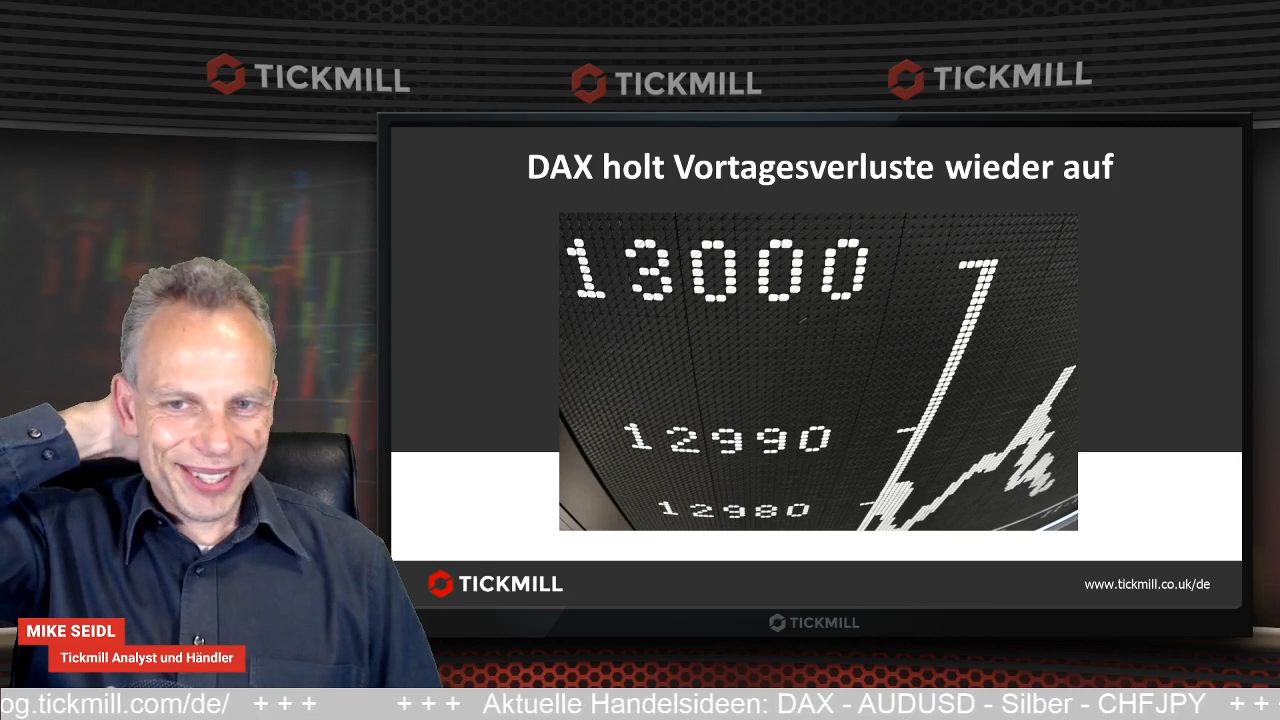 TICKMILL
TICKMILL
TICKMILL
DAX holt Vortagesverluste wieder auf
13000
12990
12980
TICKMILL
www.tickmill.co.uk/de
TICKMILL
MIKE SEIDL
Tickmill Analyst und Händler
og.tickmill.com/de/ +++ +++ Aktuelle Handelsideen: DAX - AUDUSD - Silber - CHFJPY ++